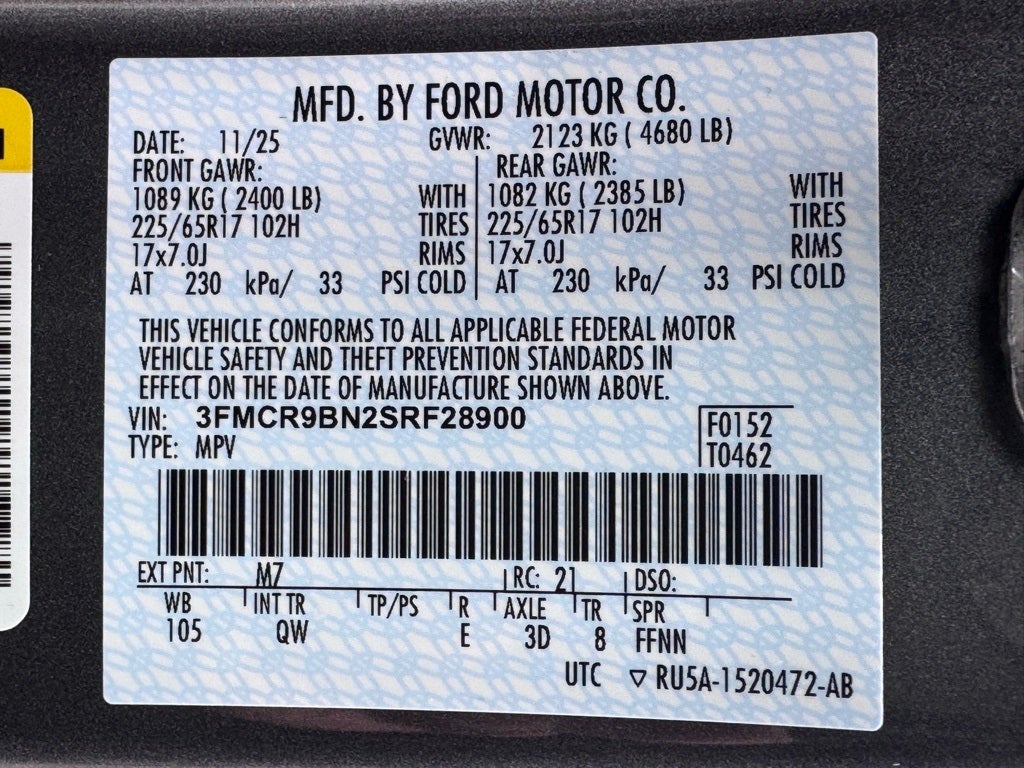 MFD. BY FORD MOTOR CO.
DATE: 11/25 GVWR: 2123 KG ( 4680 LB)
FRONT GAWR: REAR GAWR:
1089 KG ( 2400 LB) WITH 1082 KG ( 2385 LB) WITH
225/65R17 102H TIRES 225/65R17 102H TIRES
17x7.0J RIMS 17x7.0J RIMS
AT 230 kPa/ 33 PSI COLD AT 230 kPa/ 33 PSI COLD
THIS VEHICLE CONFORMS TO ALL APPLICABLE FEDERAL MOTOR
VEHICLE SAFETY AND THEFT PREVENTION STANDARDS IN
EFFECT ON THE DATE OF MANUFACTURE SHOWN ABOVE.
VIN: 3FMCR9BN2SRF28900 F0152
TYPE: MPV T0462
EXT PNT: M7 RC: 21 DSO:
WB INT TR TP/PS R AXLE TR SPR
105 QW E 3D 8 FFNN
UTC ▽ RU5A-1520472-AB